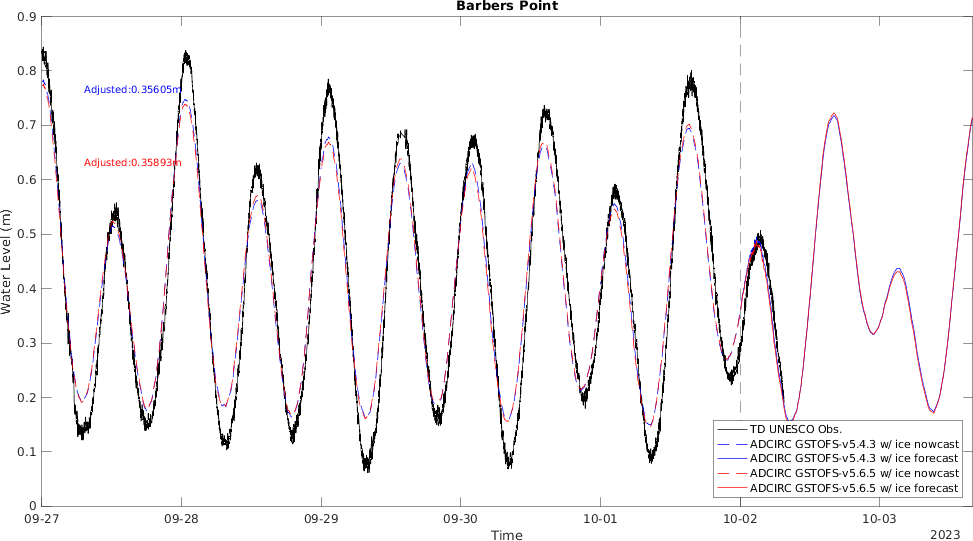 Barbers Point
0.9
0.8
0.7
0.6
0.5
0.4
0.3
0.2
0.1
0
Water Level (m)
Adjusted:0.35605m
Adjusted:0.35893m
TD UNESCO Obs.
ADCIRC GSTOFS-v5.4.3 w/ ice nowcast
ADCIRC GSTOFS-v5.4.3 w/ ice forecast
ADCIRC GSTOFS-v5.6.5 w/ ice nowcast
ADCIRC GSTOFS-v5.6.5 w/ ice forecast
09-27 09-28 09-29 09-30 10-01 10-02 10-03
Time
2023